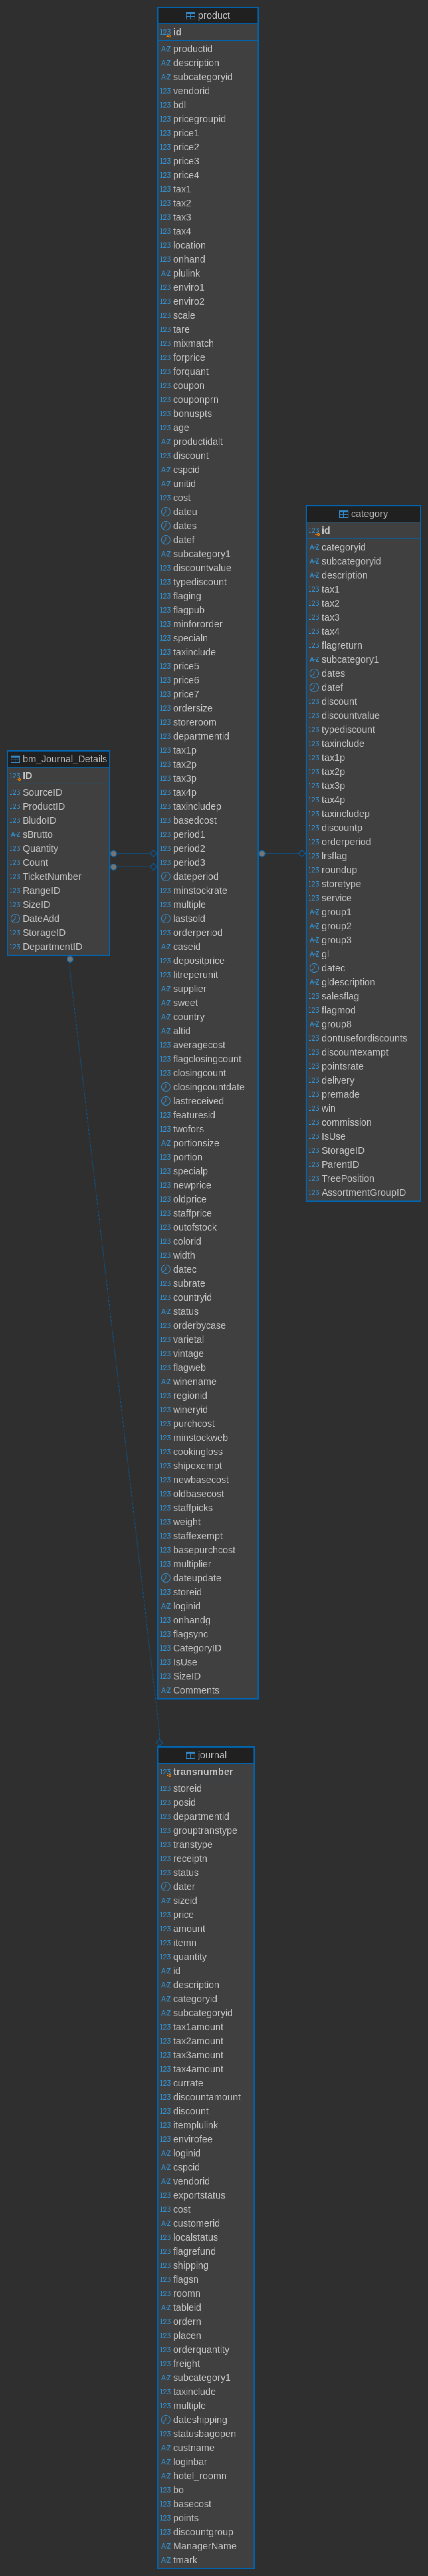 product
id
productid
description
subcategoryid
vendorid
bdl
pricegroupid
price1
price2
price3
price4
tax1
tax2
tax3
tax4
location
onhand
plulink
enviro1
enviro2
scale
tare
mixmatch
forprice
forquant
coupon
couponprn
bonuspts
age
productidalt
discount
cspcid
unitid
cost
dateu
dates
datef
subcategory1
discountvalue
typediscount
flaging
flagpub
minfororder
specialn
taxinclude
price5
price6
price7
ordersize
storeroom
departmentid
tax1p
tax2p
tax3p
tax4p
taxincludep
basedcost
period1
period2
period3
dateperiod
minstockrate
multiple
lastsold
orderperiod
caseid
depositprice
litreperunit
supplier
sweet
country
altid
averagecost
flagclosingcount
closingcount
closingcountdate
lastreceived
featuresid
twofors
portionsize
portion
specialp
newprice
oldprice
staffprice
outofstock
colorid
width
datec
subrate
countryid
status
orderbycase
varietal
vintage
flagweb
winename
regionid
wineryid
purchcost
minstockweb
cookingloss
shipexempt
newbasecost
oldbasecost
staffpicks
weight
staffexempt
basepurchcost
multiplier
dateupdate
storeid
loginid
onhandg
flagsync
CategoryID
IsUse
SizeID
Comments
category
id
categoryid
subcategoryid
description
tax1
tax2
tax3
tax4
flagreturn
subcategory1
dates
datef
discount
discountvalue
typediscount
taxinclude
tax1p
tax2p
tax3p
tax4p
taxincludep
discountp
orderperiod
lrsflag
roundup
storetype
service
group1
group2
group3
gl
datec
gldescription
salesflag
flagmod
group8
dontusefordiscounts
discountexampt
pointsrate
delivery
premade
win
commission
IsUse
StorageID
ParentID
TreePosition
AssortmentGroupID
bm_Journal_Details
ID
SourceID
ProductID
BludoID
sBrutto
Quantity
Count
TicketNumber
RangeID
SizeID
DateAdd
StorageID
DepartmentID
journal
transnumber
storeid
posid
departmentid
grouptranstype
transtype
receiptn
status
dater
sizeid
price
amount
itemn
quantity
id
description
categoryid
subcategoryid
tax1amount
tax2amount
tax3amount
tax4amount
currate
discountamount
discount
itemplulink
envirofee
loginid
cspcid
vendorid
exportstatus
cost
customerid
localstatus
flagrefund
shipping
flagsn
roomn
tableid
ordern
placen
orderquantity
freight
subcategory1
taxinclude
multiple
dateshipping
statusbagopen
custname
loginbar
hotel_roomn
bo
basecost
points
discountgroup
ManagerName
tmark